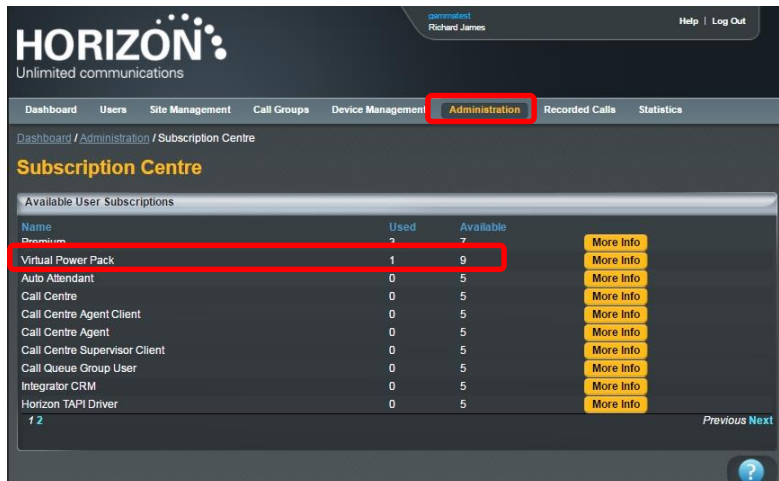 gammatest
Richard James
Help | Log Out
HORIZON
Unlimited communications
Dashboard Users Site Management Call Groups Device Management Administration Recorded Calls Statistics
Dashboard / Administration / Subscription Centre
Subscription Centre
Available User Subscriptions
Name Used Available
Premium 3 7 More Info
Virtual Power Pack 1 9 More Info
Auto Attendant 0 5 More Info
Call Centre 0 5 More Info
Call Centre Agent Client 0 5 More Info
Call Centre Agent 0 5 More Info
Call Centre Supervisor Client 0 5 More Info
Call Queue Group User 0 5 More Info
Integrator CRM 0 5 More Info
Horizon TAPI Driver 0 5 More Info
1 2 Previous Next
?